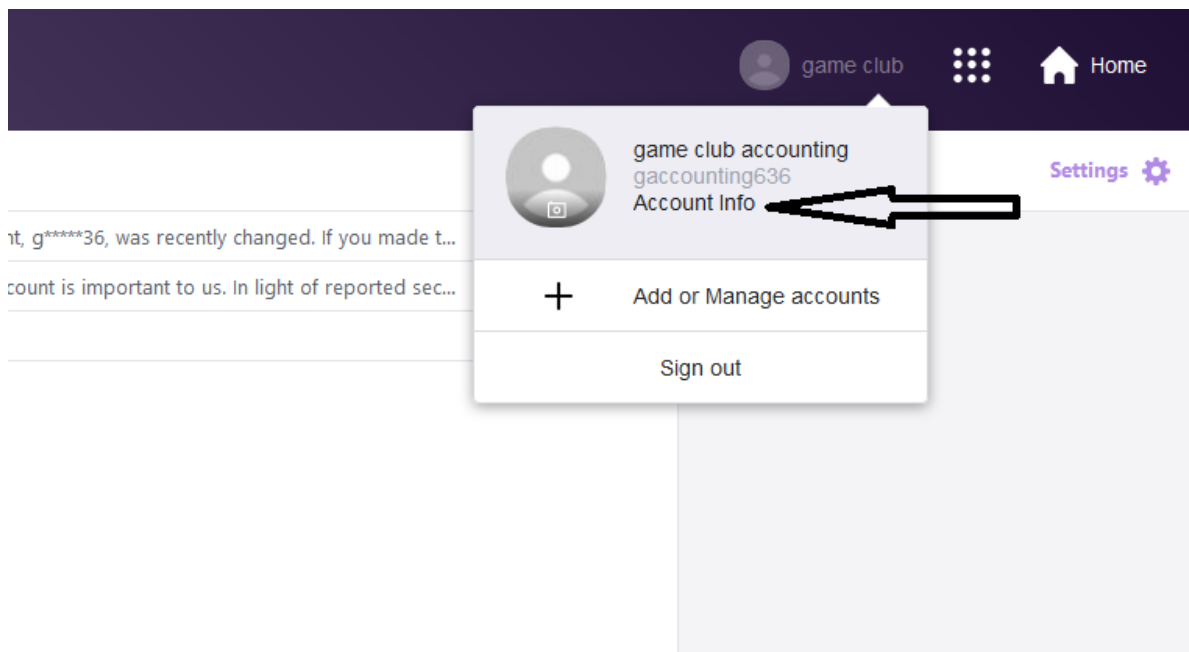 game club
Home
game club accounting
gaccounting636
Account Info
Settings
nt, g*****36, was recently changed. If you made t...
count is important to us. In light of reported sec...
Add or Manage accounts
Sign out